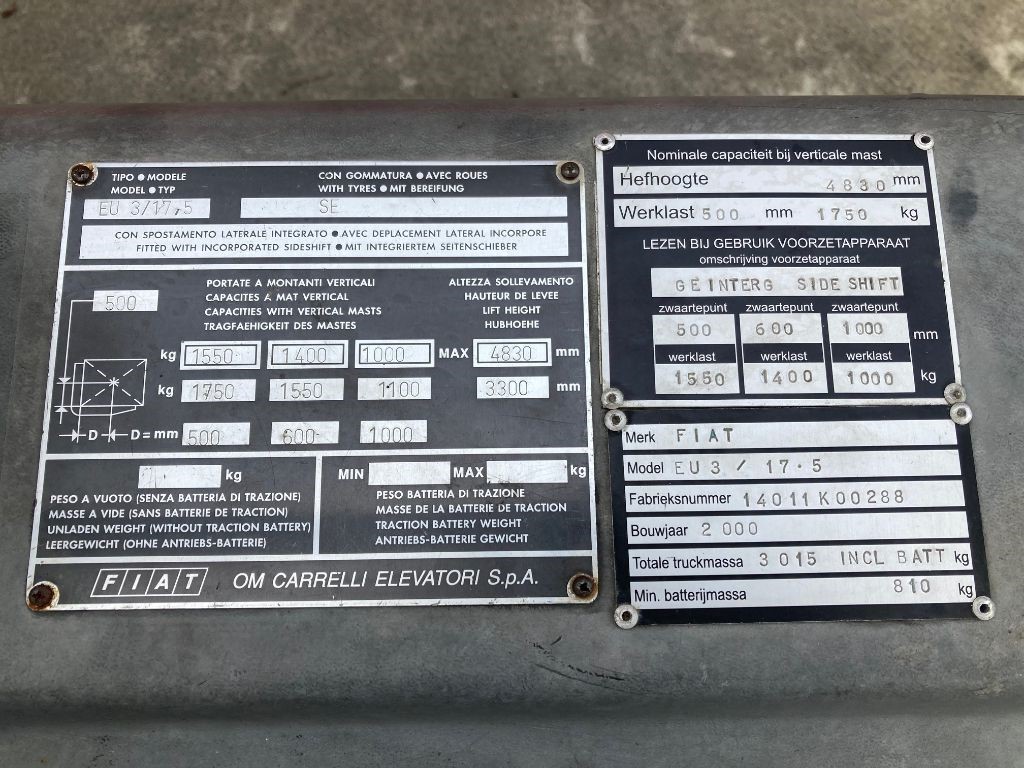 TIPO ● MODELE
MODEL ● TYP
CON GOMMATURA ● AVEC ROUES
WITH TYRES ● MIT BEREIFUNG
EU 3/17,5
SE
CON SPOSTAMENTO LATERALE INTEGRATO ● AVEC DEPLACEMENT LATERAL INCORPORE
FITTED WITH INCORPORATED SIDESHIFT ● MIT INTEGRIERTEM SEITENSCHIEBER
500
PORTATE A MONTANTI VERTICALI
CAPACITES A MAT VERTICAL
CAPACITIES WITH VERTICAL MASTS
TRAGFAEHIGKEIT DES MASTES
ALTEZZA SOLLEVAMENTO
HAUTEUR DE LEVEE
LIFT HEIGHT
HUBHOEHE
kg 1550 1400 1000 MAX 4830 mm
kg 1750 1550 1100 3300 mm
D D = mm 500 600 1000
kg
PESO A VUOTO (SENZA BATTERIA DI TRAZIONE)
MASSE A VIDE (SANS BATTERIE DE TRACTION)
UNLADEN WEIGHT (WITHOUT TRACTION BATTERY)
LEERGEWICHT (OHNE ANTRIEBS-BATTERIE)
MIN MAX kg
PESO BATTERIA DI TRAZIONE
MASSE DE LA BATTERIE DE TRACTION
TRACTION BATTERY WEIGHT
ANTRIEBS-BATTERIE GEWICHT
FIAT OM CARRELLI ELEVATORI S.p.A.
Nominale capaciteit bij verticale mast
Hefhoogte 4830 mm
Werklast 500 mm 1750 kg
LEZEN BIJ GEBRUIK VOORZETAPPARAAT
omschrijving voorzetapparaat
GEINTERG SIDE SHIFT
zwaartepunt zwaartepunt zwaartepunt
500 600 1000 mm
werklast werklast werklast
1550 1400 1000 kg
Merk FIAT
Model EU3 / 17.5
Fabrieksnummer 14011K00288
Bouwjaar 2000
Totale truckmassa 3015 INCL BATT kg
Min. batterijmassa 810 kg